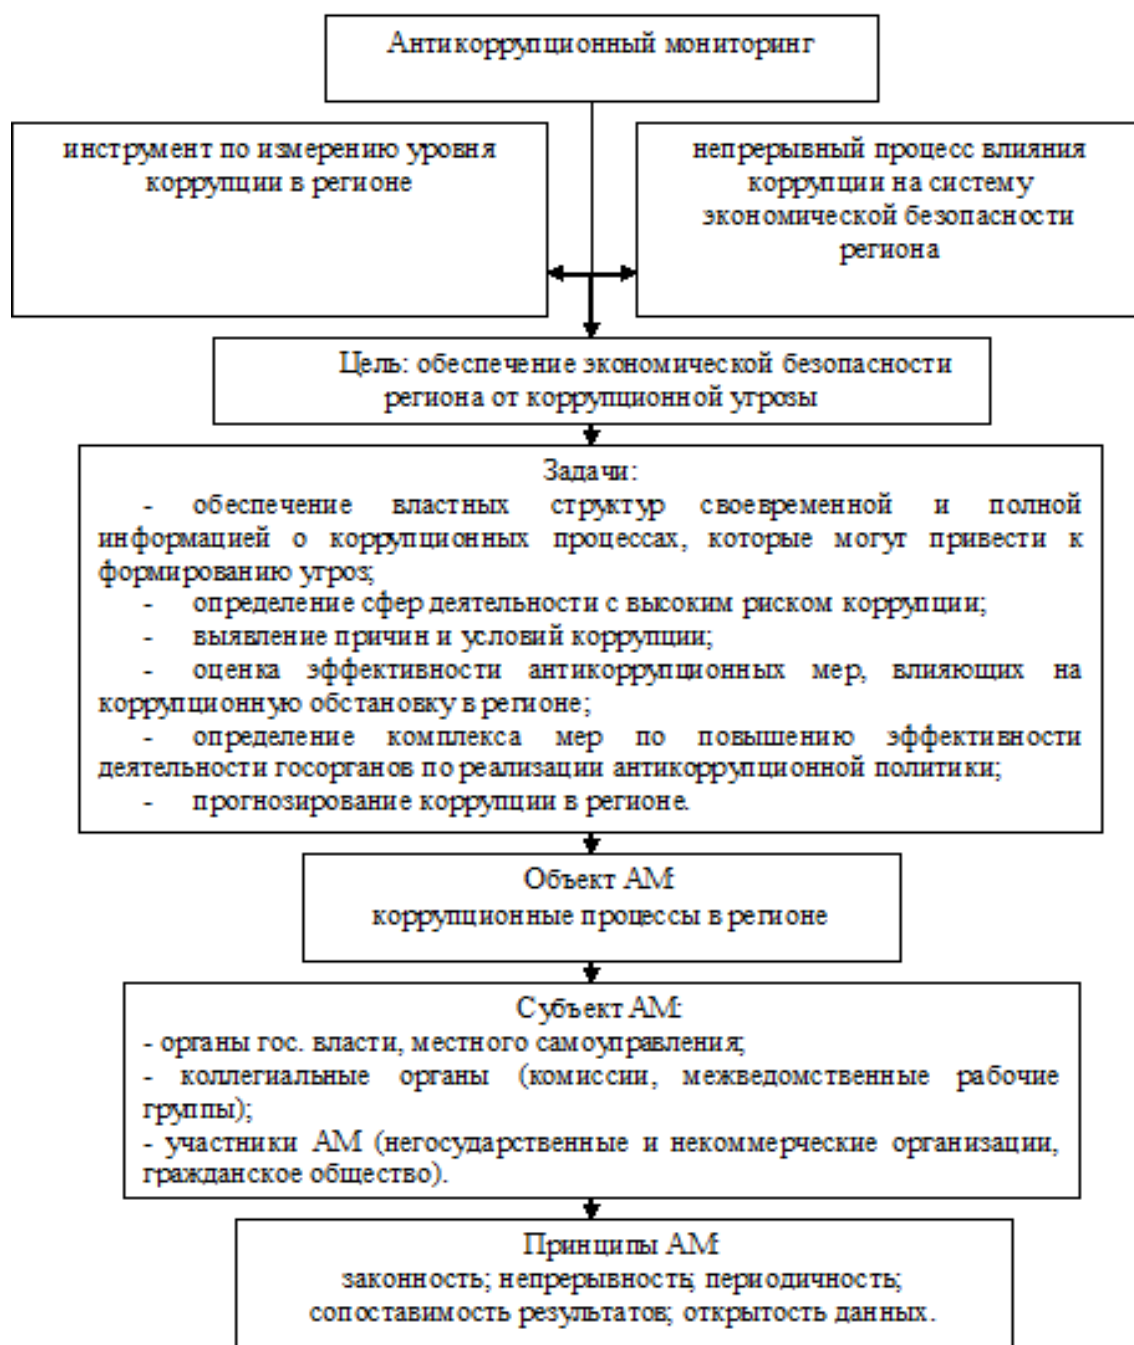 Антикоррупционный мониторинг
инструмент по измерению уровня
коррупции в регионе
непрерывный процесс влияния
коррупции на систему
экономической безопасности
региона
Цель: обеспечение экономической безопасности
региона от коррупционной угрозы
Задачи:
- обеспечение властных структур своевременной и полной
информацией о коррупционных процессах, которые могут привести к
формированию угроз;
- определение сфер деятельности с высоким риском коррупции;
- выявление причин и условий коррупции;
- оценка эффективности антикоррупционных мер, влияющих на
коррупционную обстановку в регионе;
- определение комплекса мер по повышению эффективности
деятельности госорганов по реализации антикоррупционной политики;
- прогнозирование коррупции в регионе.
Объект АМ:
коррупционные процессы в регионе
Субъект АМ:
- органы гос. власти, местного самоуправления;
- коллегиальные органы (комиссии, межведомственные рабочие
группы);
- участники АМ (негосударственные и некоммерческие организации,
гражданское общество).
Принципы АМ:
законность; непрерывность; периодичность;
сопоставимость результатов; открытость данных.